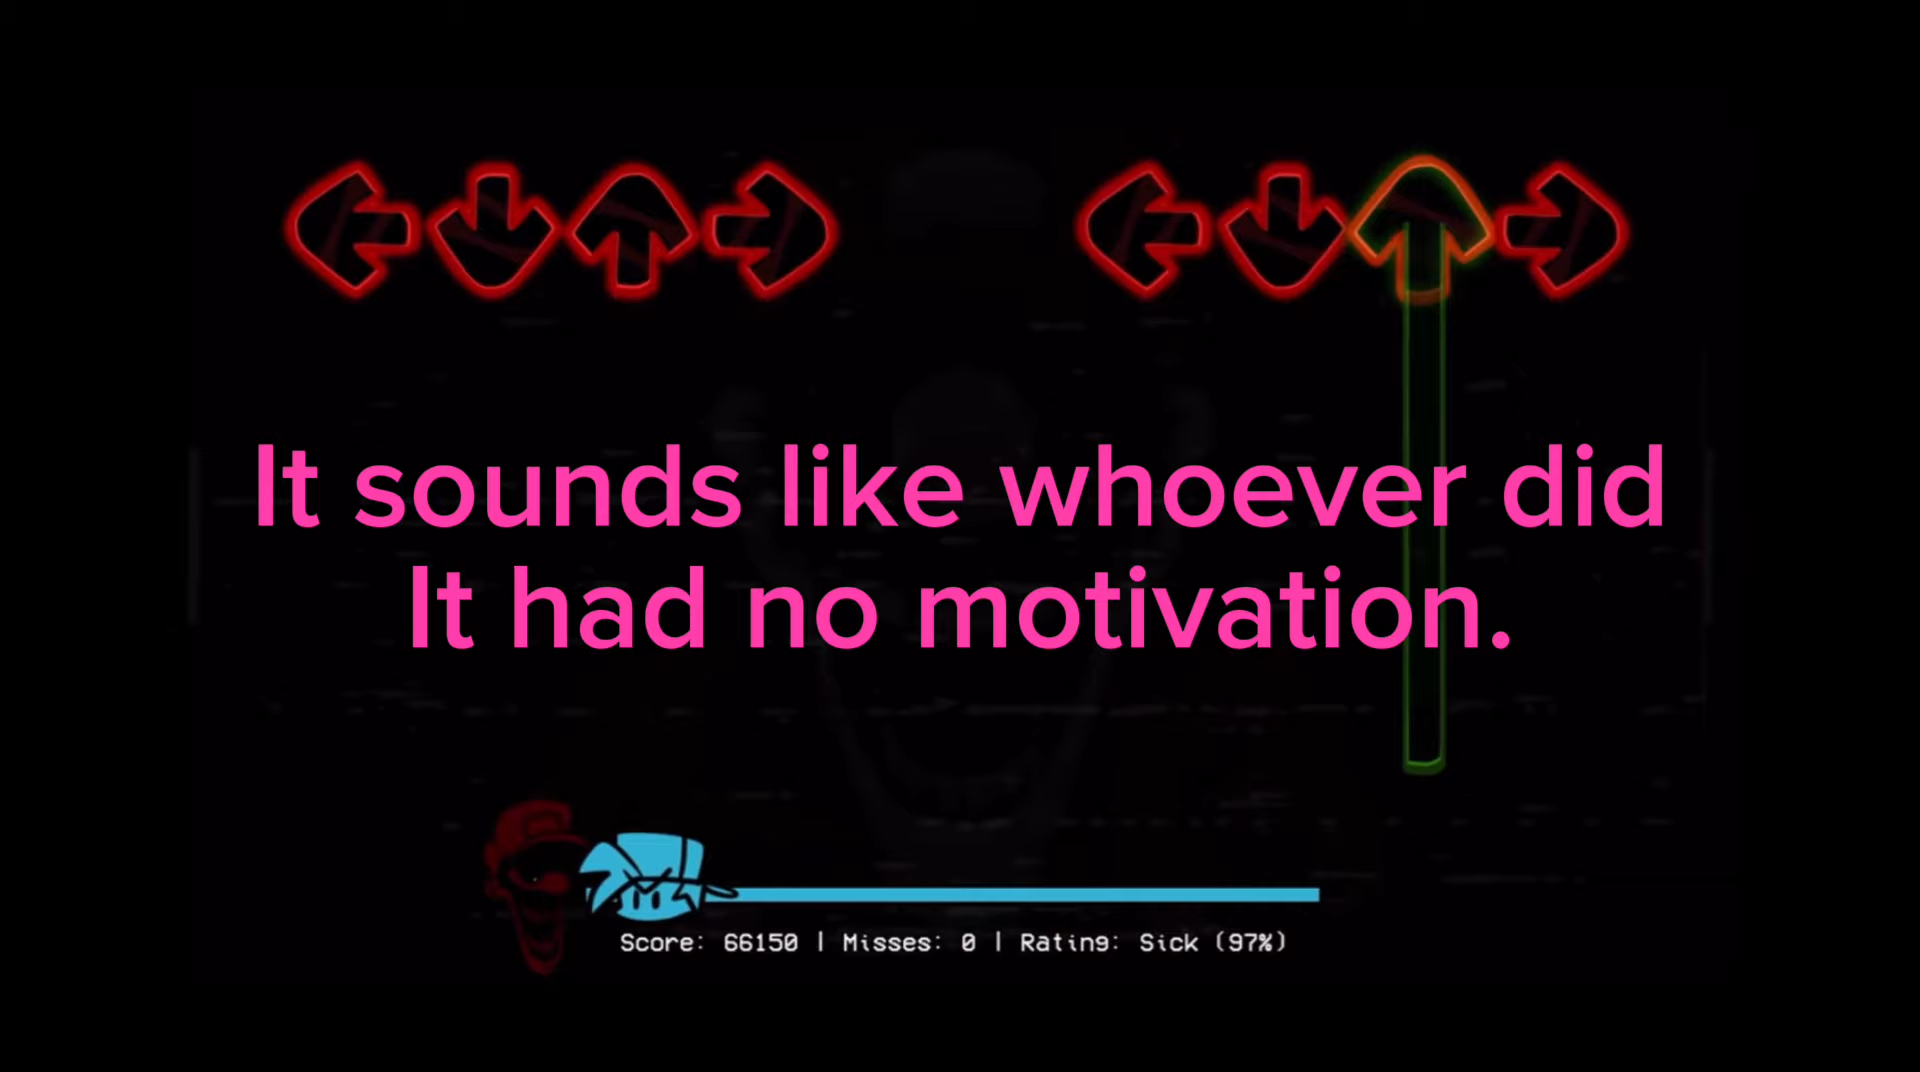 It sounds like whoever did
It had no motivation.
Score: 66150 | Misses: 0 | Rating: Sick (97%)